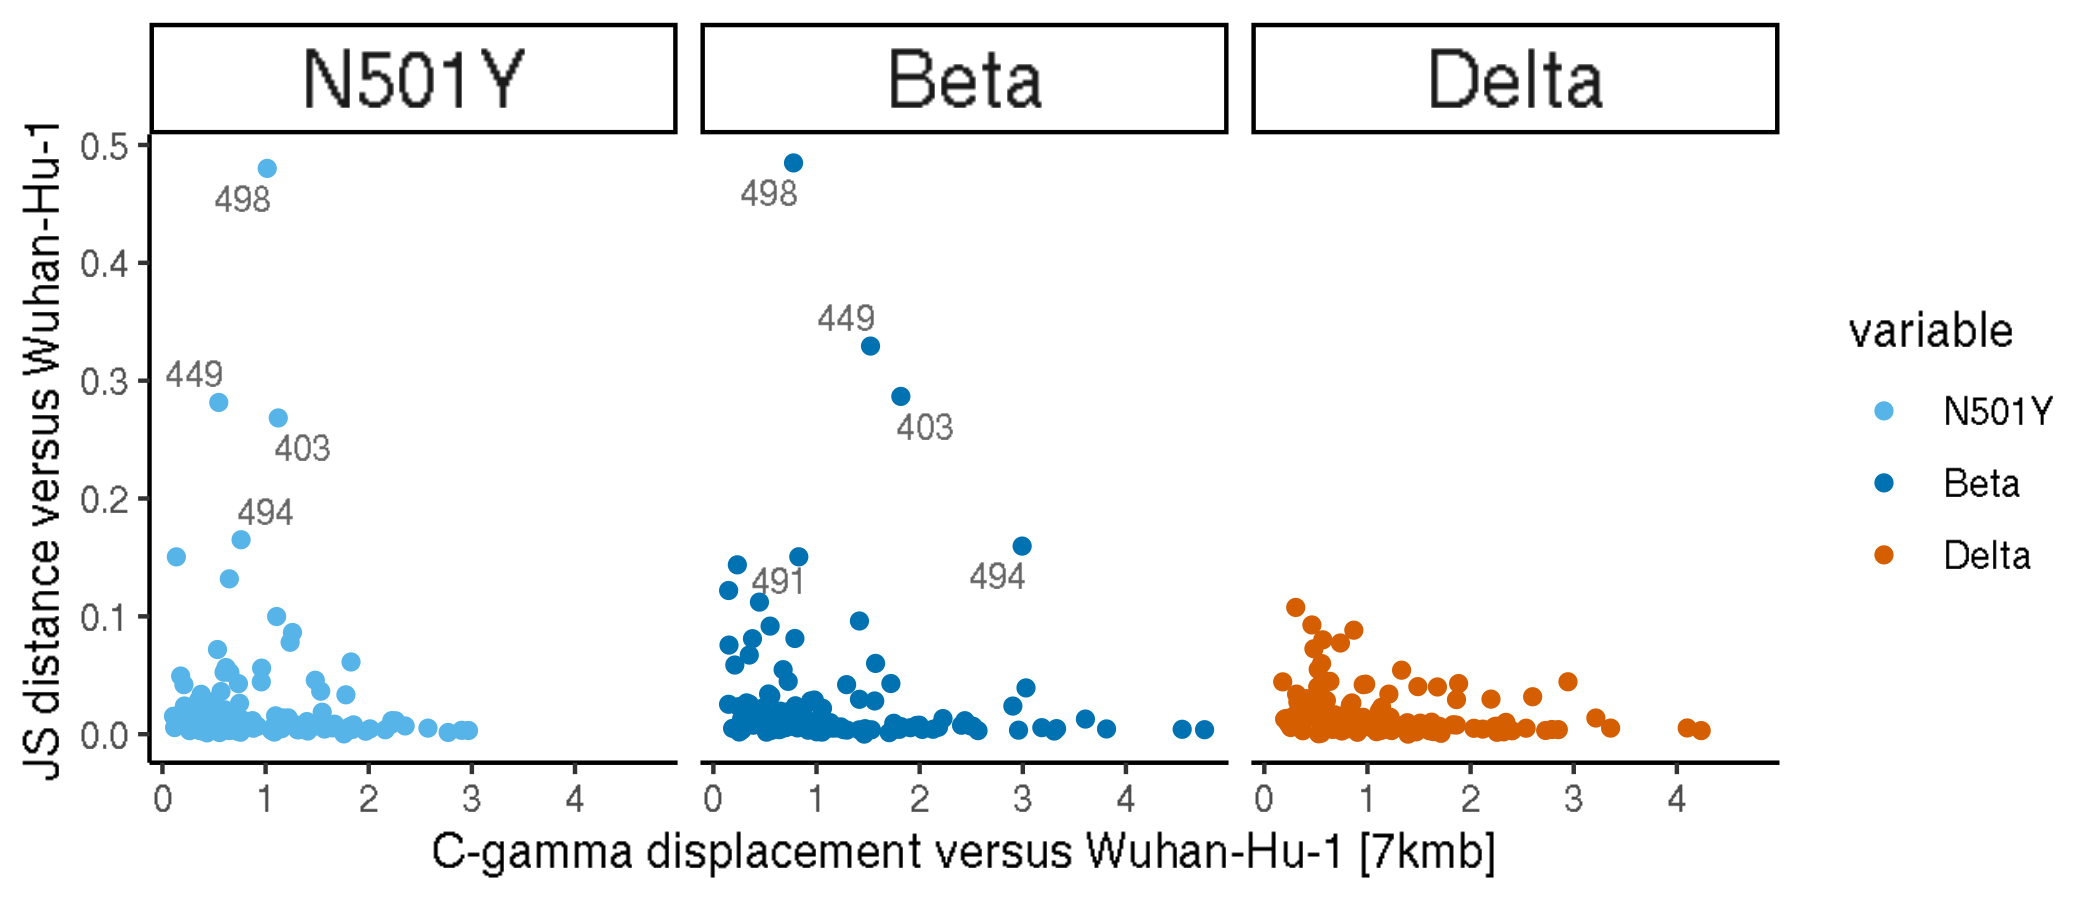 N501Y
Beta
Delta
JS distance versus Wuhan-Hu-1
0.5
0.4
0.3
0.2
0.1
0.0
498
449
403
494
498
449
403
491
494
0 1 2 3 4
0 1 2 3 4
0 1 2 3 4
C-gamma displacement versus Wuhan-Hu-1 [7kmb]
variable
N501Y
Beta
Delta